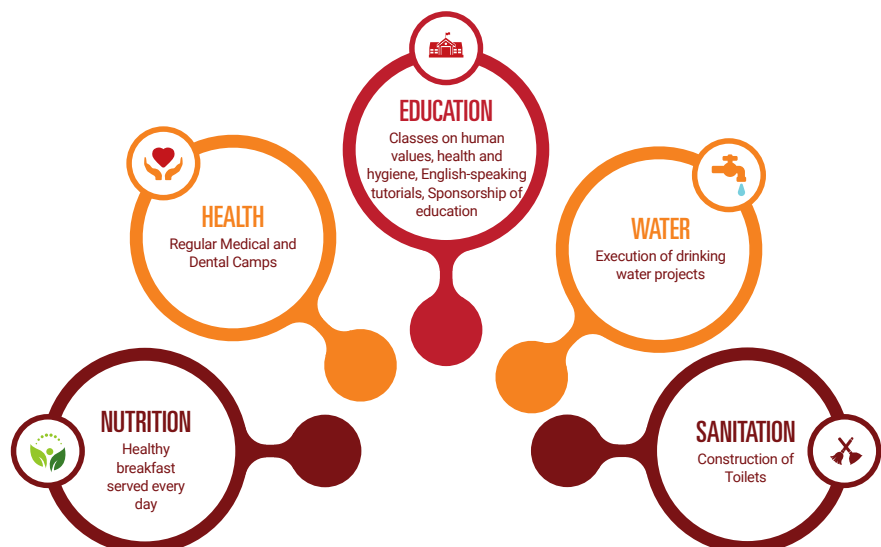 EDUCATION
Classes on human
values, health and
hygiene, English-speaking
tutorials, Sponsorship of
education
HEALTH
Regular Medical and
Dental Camps
WATER
Execution of drinking
water projects
NUTRITION
Healthy
breakfast
served every
day
SANITATION
Construction of
Toilets